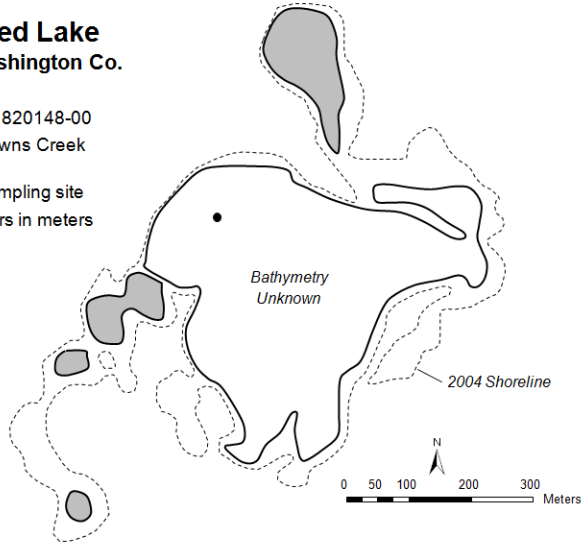 ed Lake
shington Co.
820148-00
wns Creek
mpling site
rs in meters
Bathymetry
Unknown
2004 Shoreline
N
0 50 100 200 300
Meters